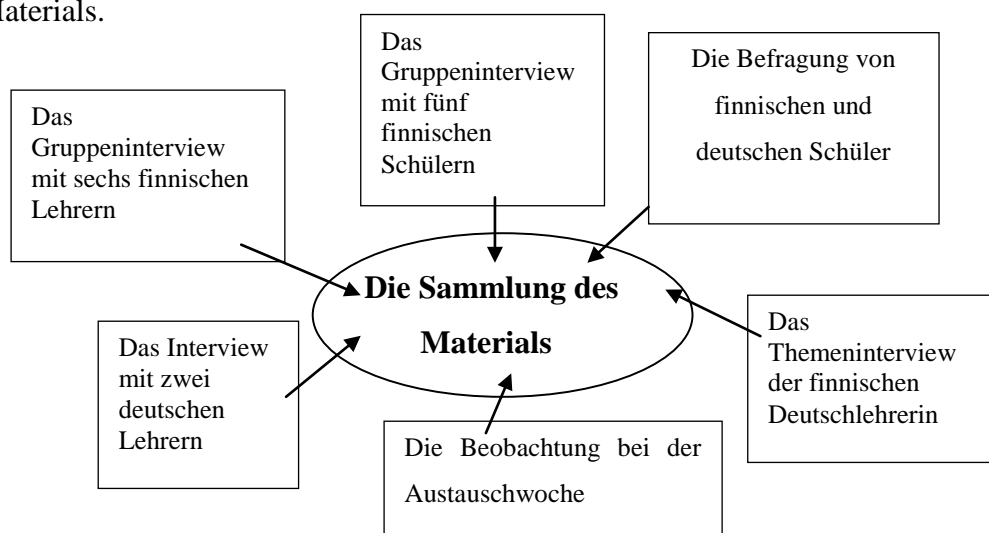 Materials.
Das
Gruppeninterview
mit sechs finnischen
Lehrern
Das
Gruppeninterview
mit fünf
finnischen
Schülern
Die Befragung von
finnischen und
deutschen Schüler
Die Sammlung des
Materials
Das Interview
mit zwei
deutschen
Lehrern
Die Beobachtung bei der
Austauschwoche
Das
Themeninterview
der finnischen
Deutschlehrerin